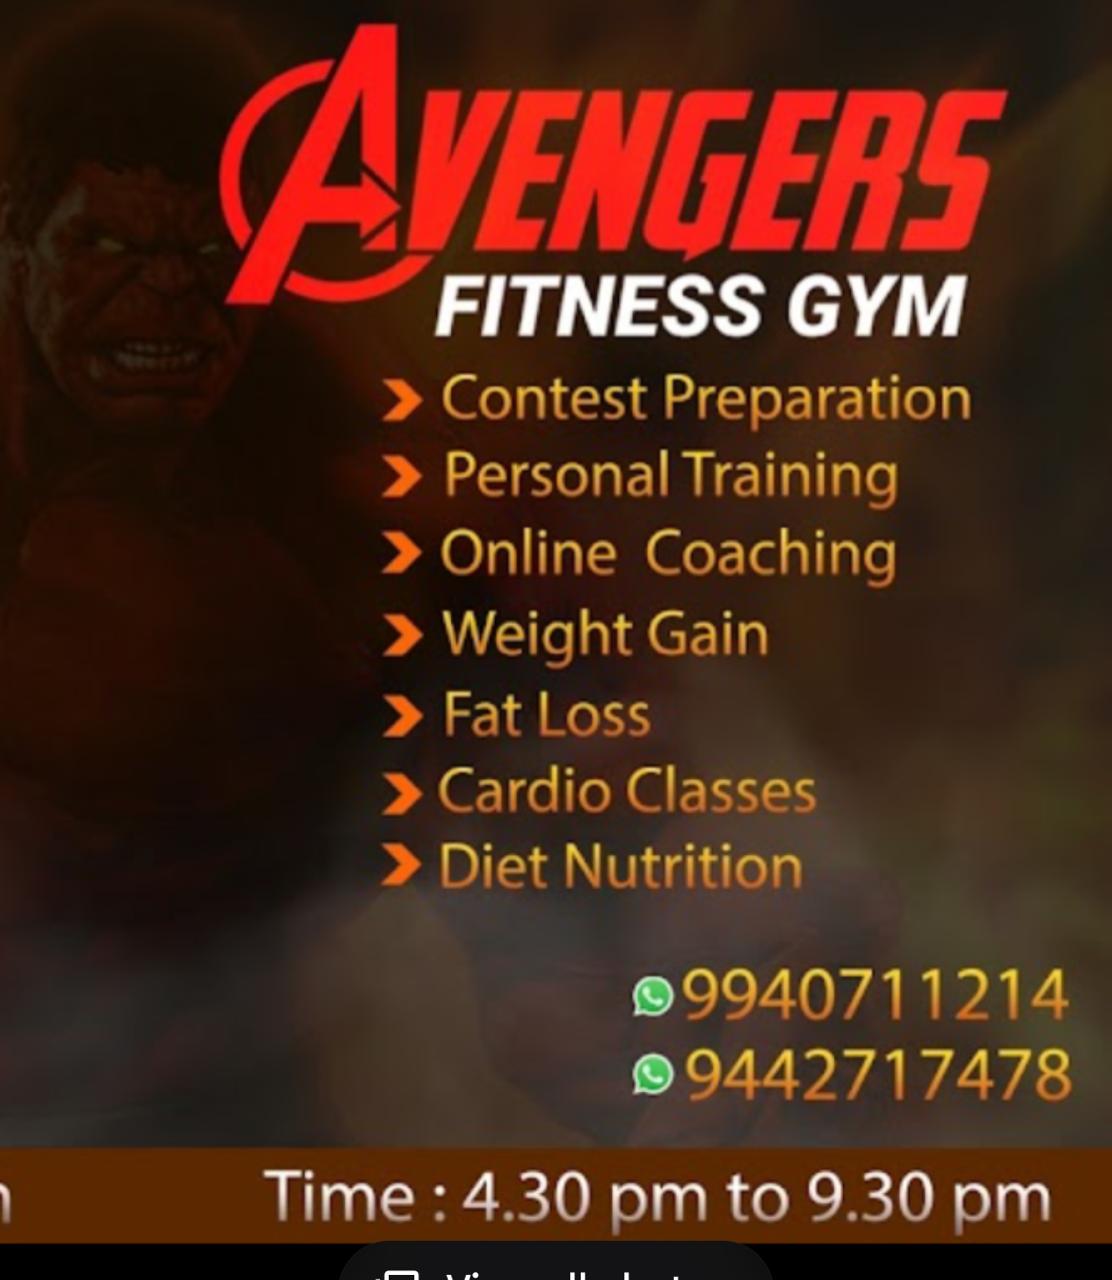 AVENGERS
FITNESS GYM
Contest Preparation
Personal Training
Online Coaching
Weight Gain
Fat Loss
Cardio Classes
Diet Nutrition
9940711214
9442717478
Time : 4.30 pm to 9.30 pm